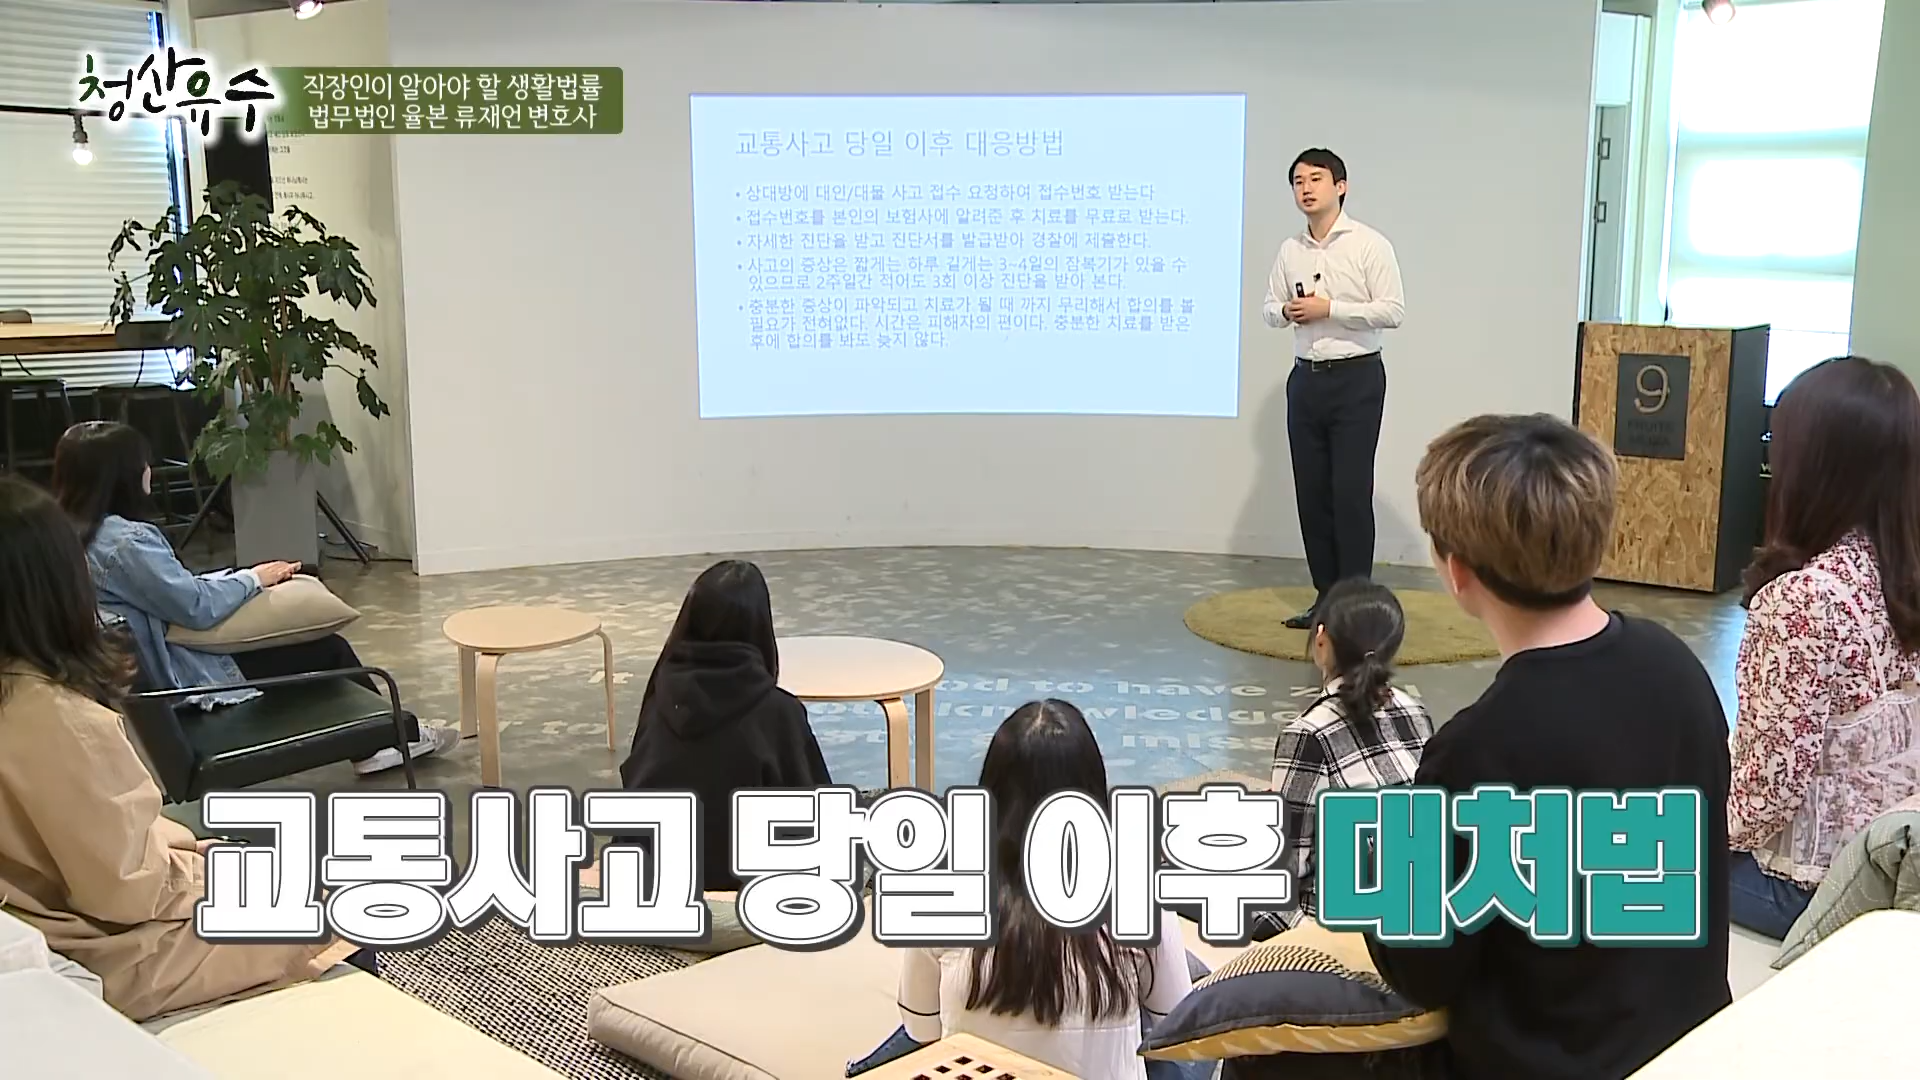 청산유수
직장인이 알아야 할 생활법률
법무법인 율본 류재언 변호사
교통사고 당일 이후 대응방법
• 상대방에 대인/대물 사고 접수 요청하여 접수번호 받는다
• 접수번호를 본인의 보험사에 알려준 후 치료를 무료로 받는다.
• 자세한 진단을 받고 진단서를 발급받아 경찰에 제출한다.
• 사고의 증상은 짧게는 하루 길게는 3~4일의 잠복기가 있을 수
있으므로 2주일간 적어도 3회 이상 진단을 받아 본다.
• 충분한 증상이 파악되고 치료가 될 때 까지 무리해서 합의를 볼
필요가 전혀없다. 시간은 피해자의 편이다. 충분한 치료를 받은
후에 합의를 봐도 늦지 않다.
9
to have
knowledge
miss
교통사고 당일 이후 대처법